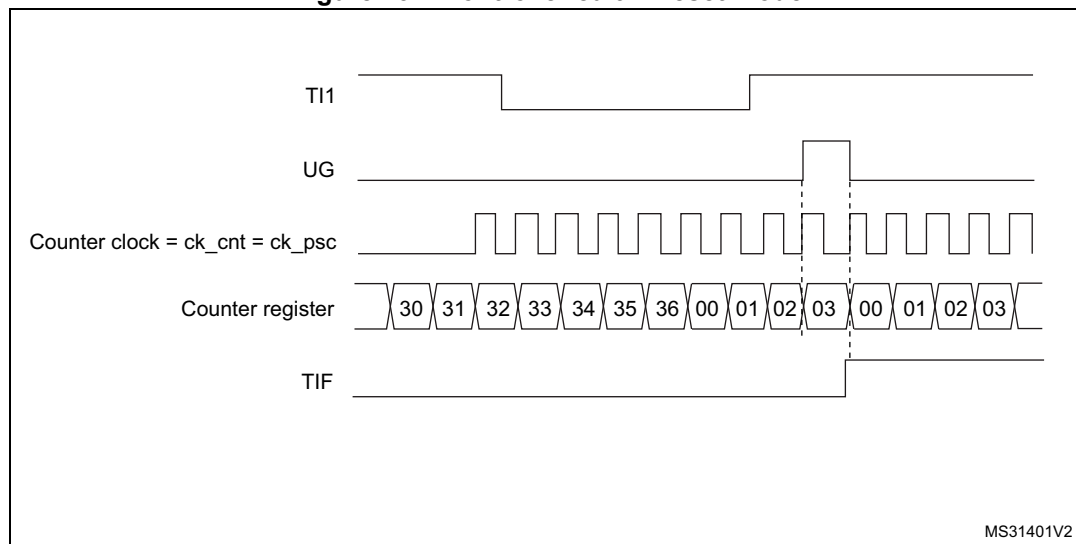 TI1
UG
Counter clock = ck_cnt = ck_psc
Counter register 30 31 32 33 34 35 36 00 01 02 03 00 01 02 03
TIF
MS31401V2